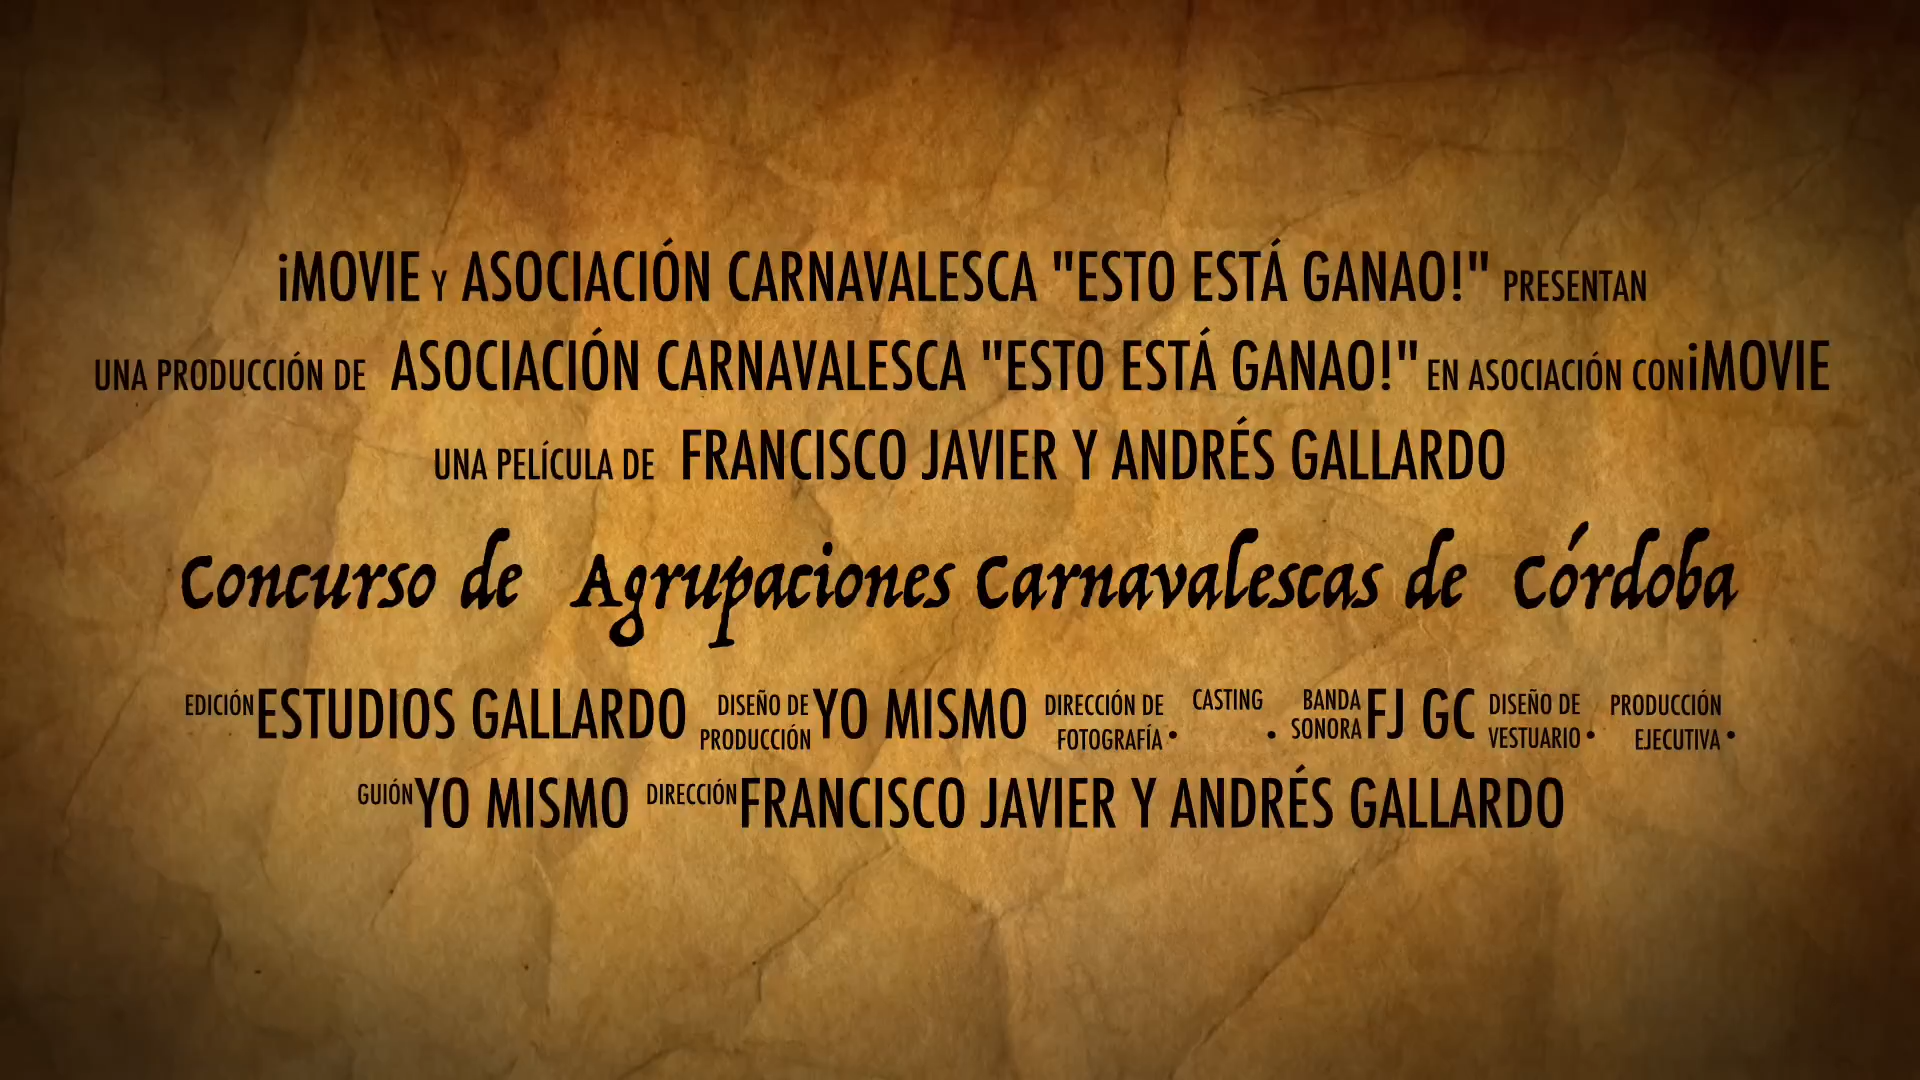 iMOVIE Y ASOCIACIÓN CARNAVALESCA "ESTO ESTÁ GANAO!" PRESENTAN
UNA PRODUCCIÓN DE ASOCIACIÓN CARNAVALESCA "ESTO ESTÁ GANAO!" EN ASOCIACIÓN CON iMOVIE
UNA PELÍCULA DE FRANCISCO JAVIER Y ANDRÉS GALLARDO
Concurso de Agrupaciones Carnavalescas de Córdoba
EDICIÓN ESTUDIOS GALLARDO DISEÑO DE PRODUCCIÓN YO MISMO DIRECCIÓN DE FOTOGRAFÍA . CASTING . BANDA SONORA FJ GC DISEÑO DE VESTUARIO . PRODUCCIÓN EJECUTIVA .
GUIÓN YO MISMO DIRECCIÓN FRANCISCO JAVIER Y ANDRÉS GALLARDO